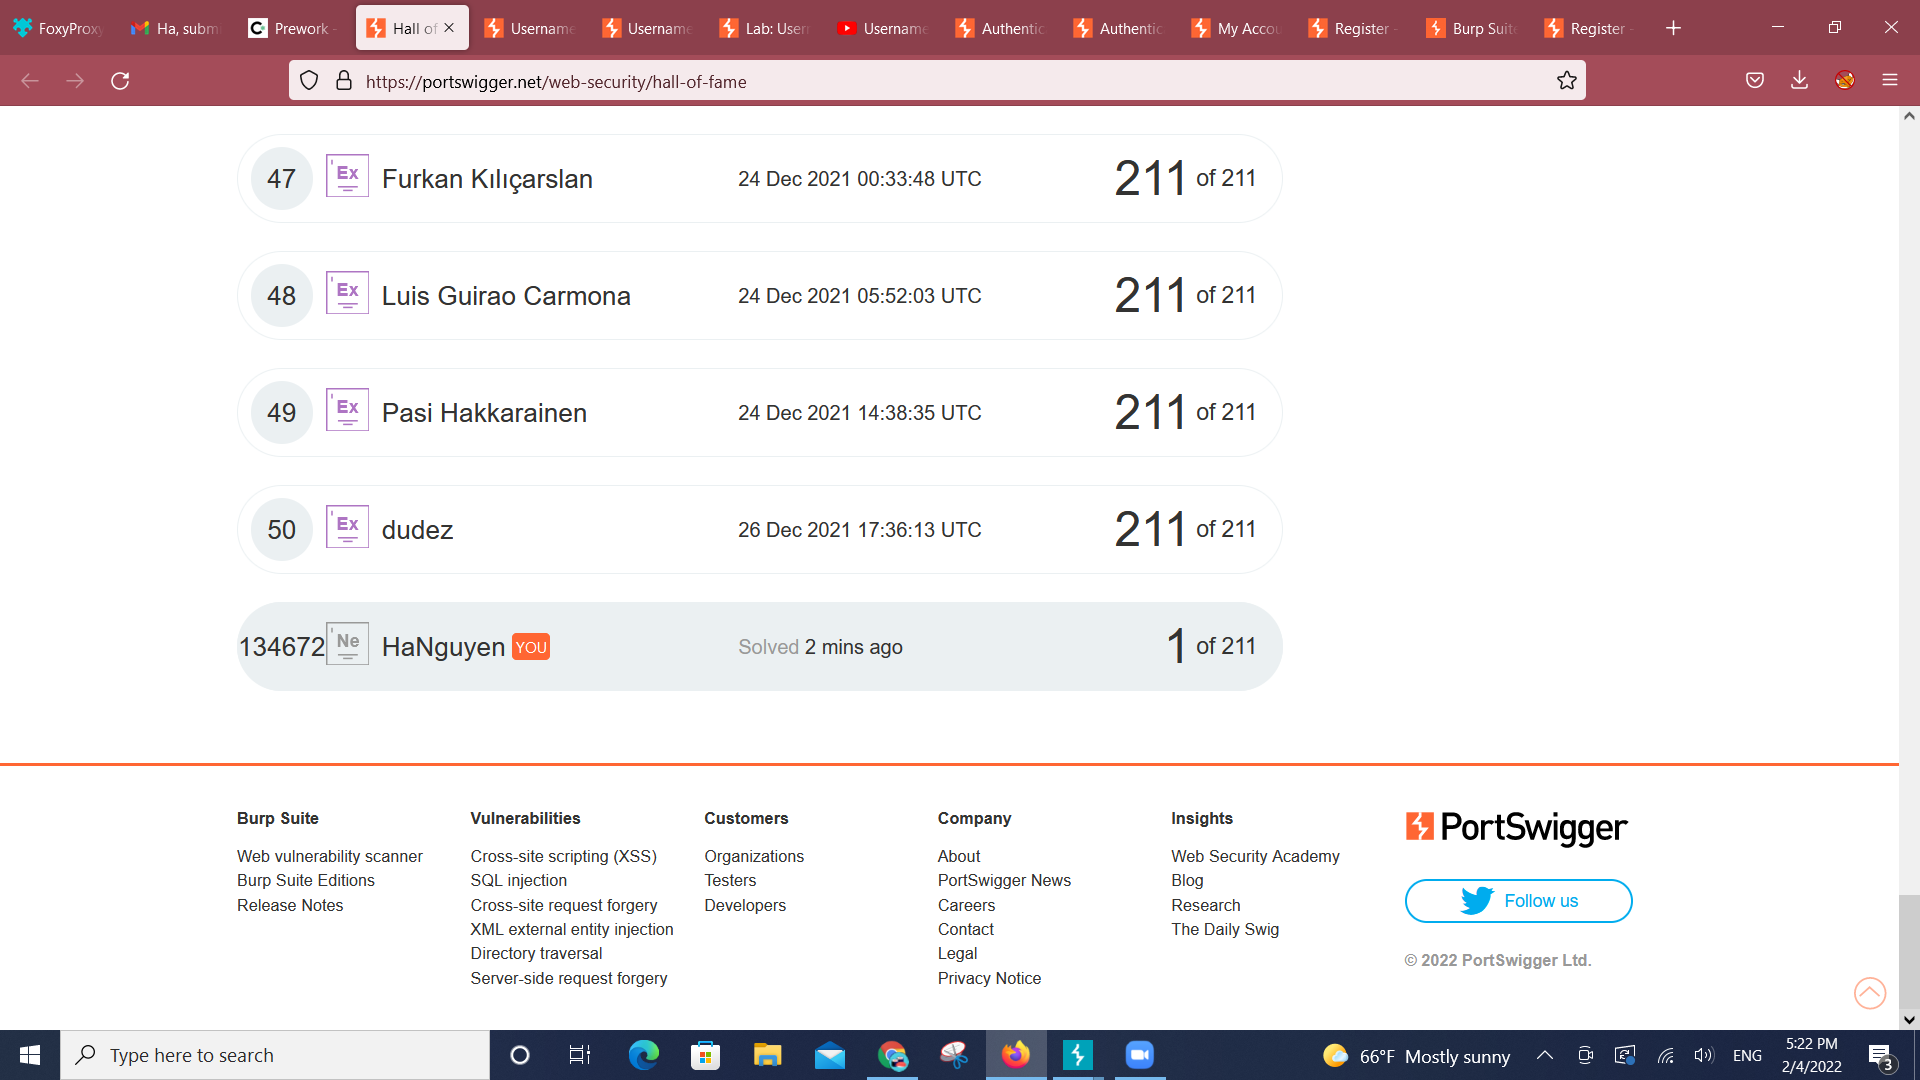 FoxyProxy
Ha, subm
Prework -
Hall of
Username
Username
Lab: User
Username
Authentic
Authentic
My Accou
Register -
Burp Suite
Register -
https://portswigger.net/web-security/hall-of-fame
47 Ex Furkan Kılıçarslan 24 Dec 2021 00:33:48 UTC 211 of 211
48 Ex Luis Guirao Carmona 24 Dec 2021 05:52:03 UTC 211 of 211
49 Ex Pasi Hakkarainen 24 Dec 2021 14:38:35 UTC 211 of 211
50 Ex dudez 26 Dec 2021 17:36:13 UTC 211 of 211
134672 Ne HaNguyen YOU Solved 2 mins ago 1 of 211
Burp Suite
Web vulnerability scanner
Burp Suite Editions
Release Notes
Vulnerabilities
Cross-site scripting (XSS)
SQL injection
Cross-site request forgery
XML external entity injection
Directory traversal
Server-side request forgery
Customers
Organizations
Testers
Developers
Company
About
PortSwigger News
Careers
Contact
Legal
Privacy Notice
Insights
Web Security Academy
Blog
Research
The Daily Swig
PortSwigger
Follow us
© 2022 PortSwigger Ltd.
Type here to search
66°F Mostly sunny
ENG
5:22 PM
2/4/2022
3